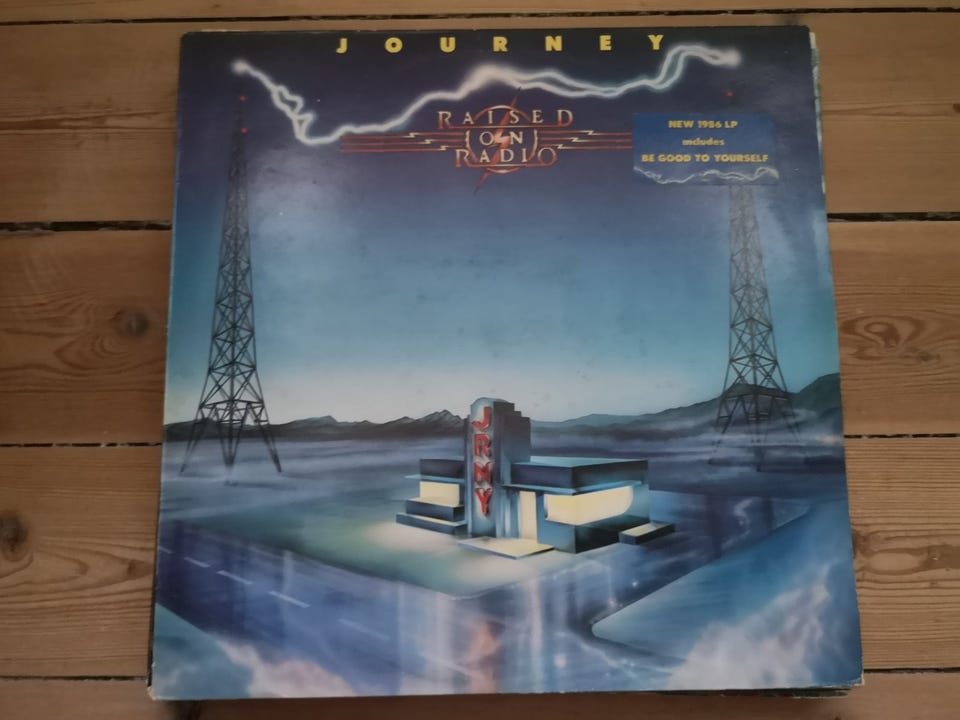 JOURNEY
RAISED
ON
RADIO
NEW 1986 LP
includes
BE GOOD TO YOURSELF
JRNY